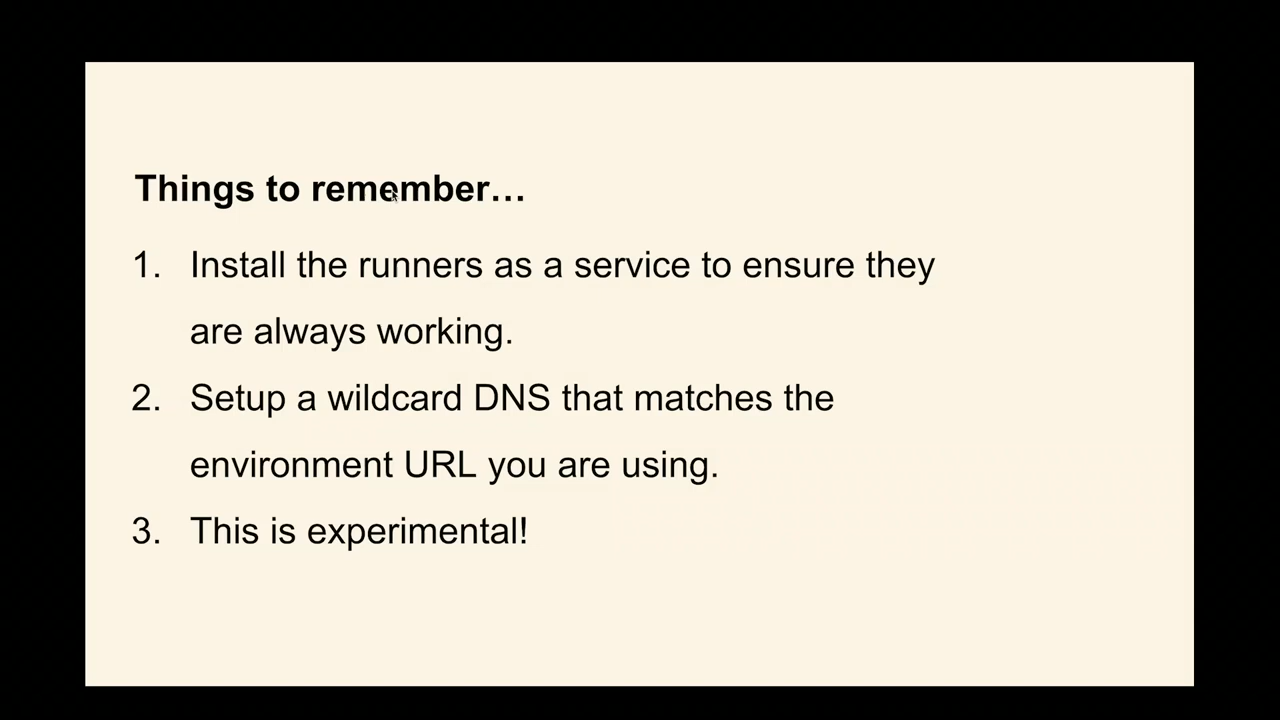 Things to remember…
1. Install the runners as a service to ensure they
are always working.
2. Setup a wildcard DNS that matches the
environment URL you are using.
3. This is experimental!